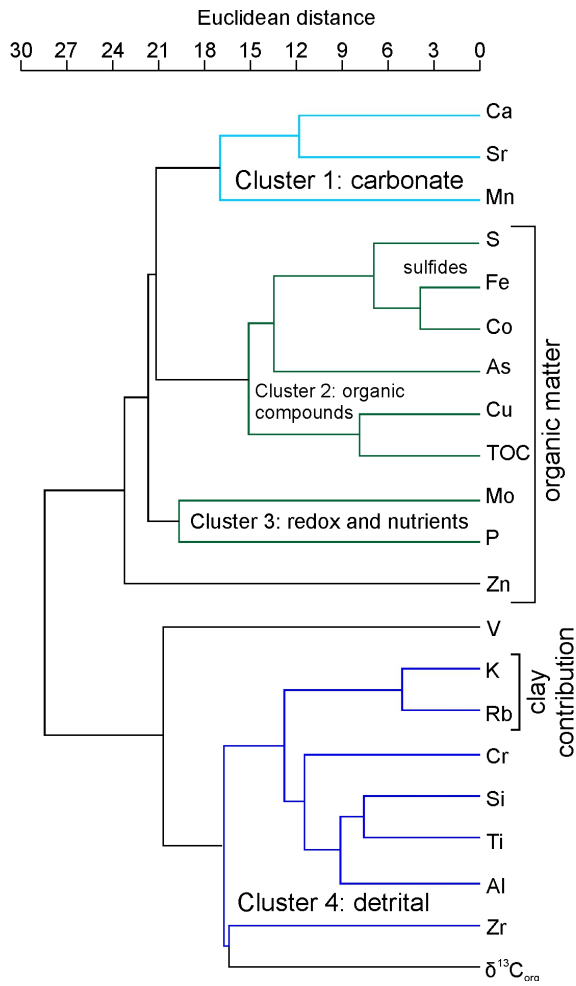 Euclidean distance
30 27 24 21 18 15 12 9 6 3 0
Ca
Sr
Cluster 1: carbonate
Mn
S
sulfides
Fe
Co
As
Cluster 2: organic
compounds
Cu
TOC
organic matter
Mo
Cluster 3: redox and nutrients
P
Zn
V
K
Rb
clay
contribution
Cr
Si
Ti
Al
Cluster 4: detrital
Zr
δ¹³Corg